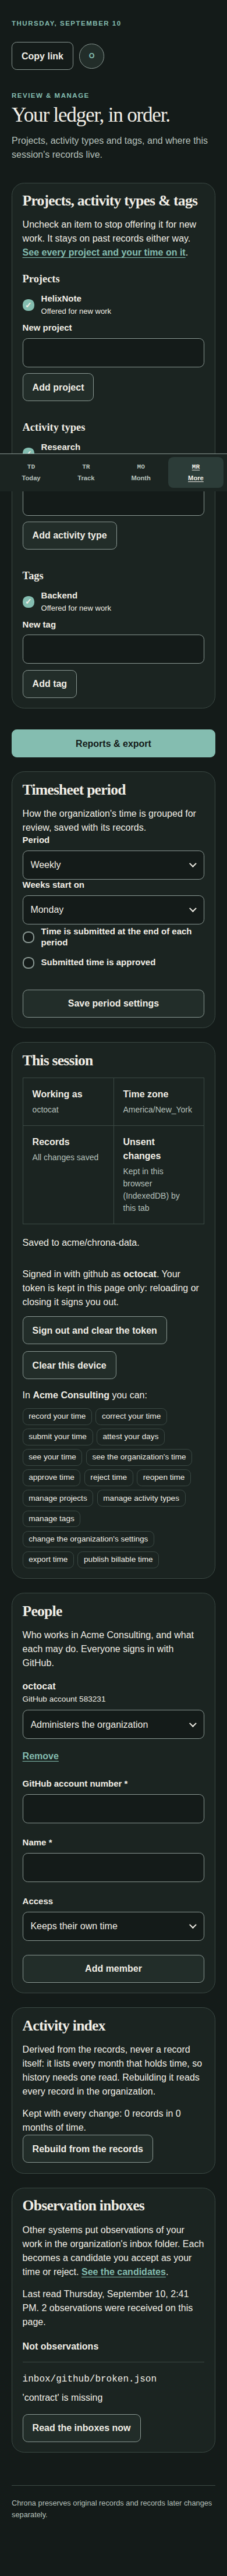 THURSDAY, SEPTEMBER 10
Copy link
O
REVIEW & MANAGE
Your ledger, in order.
Projects, activity types and tags, and where this
session's records live.
Projects, activity types & tags
Uncheck an item to stop offering it for new
work. It stays on past records either way.
See every project and your time on it.
Projects
HelixNote
Offered for new work
New project
Add project
Activity types
Research
TD
Today
TR
Track
MO
Month
MR
More
Add activity type
Tags
Backend
Offered for new work
New tag
Add tag
Reports & export
Timesheet period
How the organization's time is grouped for
review, saved with its records.
Period
Weekly
Weeks start on
Monday
Time is submitted at the end of each
period
Submitted time is approved
Save period settings
This session
Working as
octocat
Time zone
America/New_York
Records
All changes saved
Unsent
changes
Kept in this
browser
(IndexedDB) by
this tab
Saved to acme/chrona-data.
Signed in with github as octocat. Your
token is kept in this page only: reloading or
closing it signs you out.
Sign out and clear the token
Clear this device
In Acme Consulting you can:
record your time
correct your time
submit your time
attest your days
see your time
see the organization's time
approve time
reject time
reopen time
manage projects
manage activity types
manage tags
change the organization's settings
export time
publish billable time
People
Who works in Acme Consulting, and what
each may do. Everyone signs in with
GitHub.
octocat
GitHub account 583231
Administers the organization
Remove
GitHub account number *
Name *
Access
Keeps their own time
Add member
Activity index
Derived from the records, never a record
itself: it lists every month that holds time, so
history needs one read. Rebuilding it reads
every record in the organization.
Kept with every change: 0 records in 0
months of time.
Rebuild from the records
Observation inboxes
Other systems put observations of your
work in the organization's inbox folder. Each
becomes a candidate you accept as your
time or reject. See the candidates.
Last read Thursday, September 10, 2:41
PM. 2 observations were received on this
page.
Not observations
inbox/github/broken.json
'contract' is missing
Read the inboxes now
Chrona preserves original records and records later changes
separately.